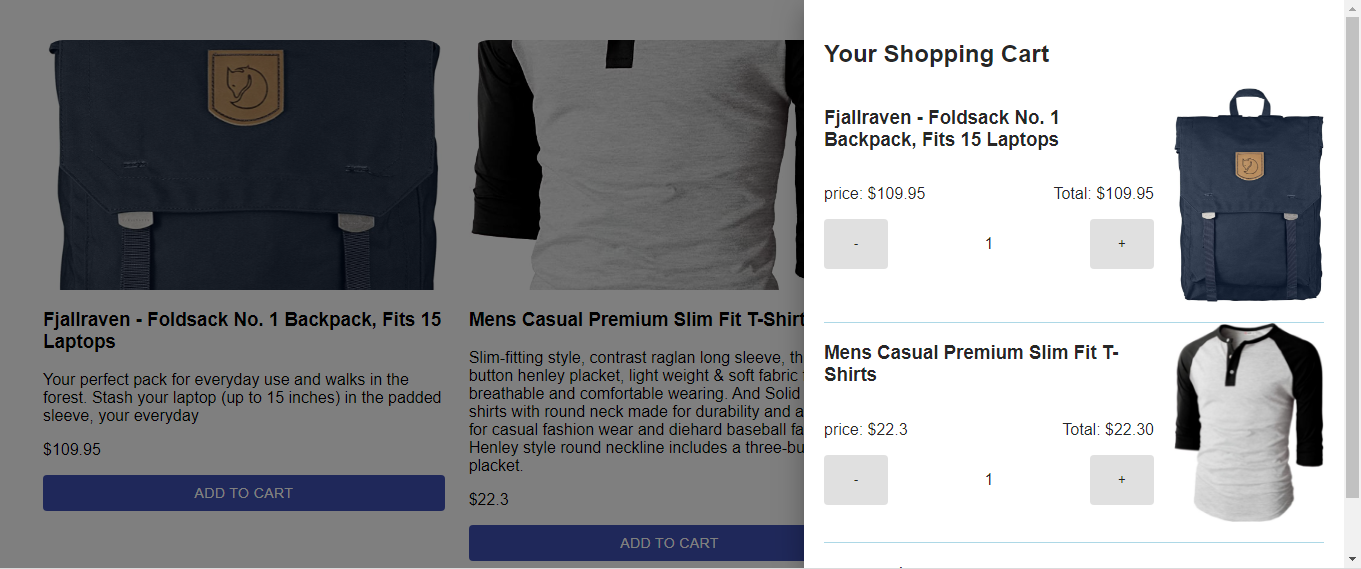 Fjallraven - Foldsack No. 1 Backpack, Fits 15
Laptops
Your perfect pack for everyday use and walks in the
forest. Stash your laptop (up to 15 inches) in the padded
sleeve, your everyday
$109.95
ADD TO CART
Mens Casual Premium Slim Fit T-Shirt
Slim-fitting style, contrast raglan long sleeve, th
button henley placket, light weight & soft fabric
breathable and comfortable wearing. And Solid
shirts with round neck made for durability and a
for casual fashion wear and diehard baseball fa
Henley style round neckline includes a three-bu
placket.
$22.3
ADD TO CART
Your Shopping Cart
Fjallraven - Foldsack No. 1
Backpack, Fits 15 Laptops
price: $109.95 Total: $109.95
- 1 +
Mens Casual Premium Slim Fit T-
Shirts
price: $22.3 Total: $22.30
- 1 +